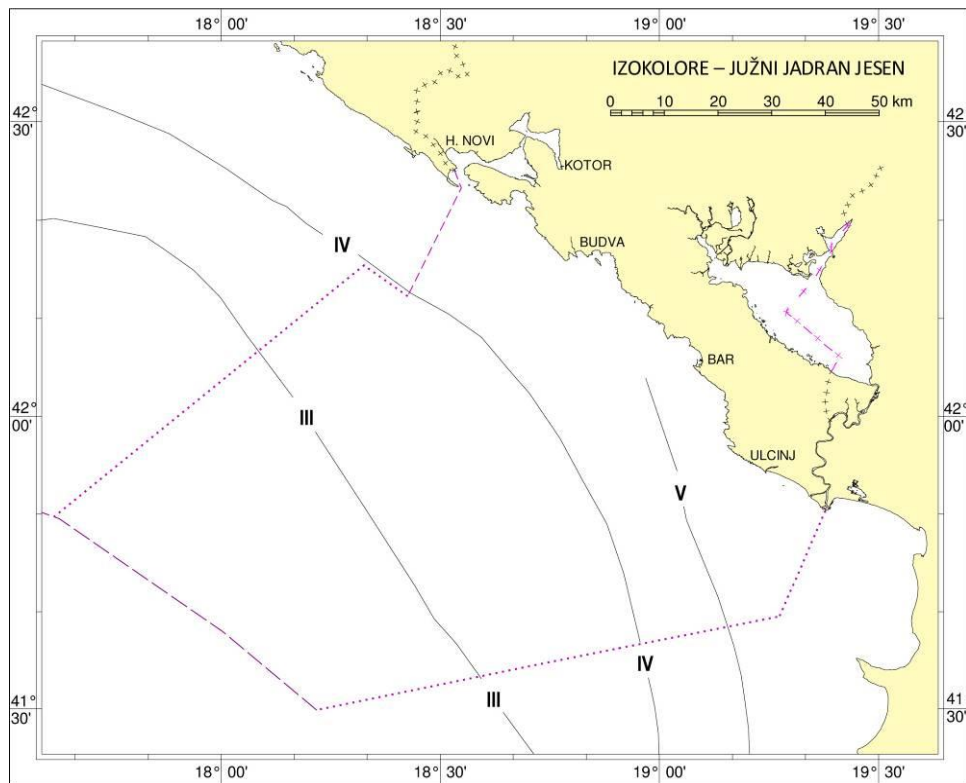 18° 00' 18° 30' 19° 00' 19° 30'
IZOKOLORE – JUŽNI JADRAN JESEN
0 2 10 20 30 40 50 km
42° 30' 42° 30'
H. NOVI
KOTOR
BUDVA
IV
BAR
42° 00' 42° 00'
III
ULCINJ
V
IV
III
41° 30' 41° 30'
18° 00' 18° 30' 19° 00' 19° 30'